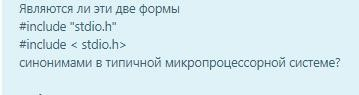 Являются ли эти две формы
#include "stdio.h"
#include < stdio.h>
синонимами в типичной микропроцессорной системе?